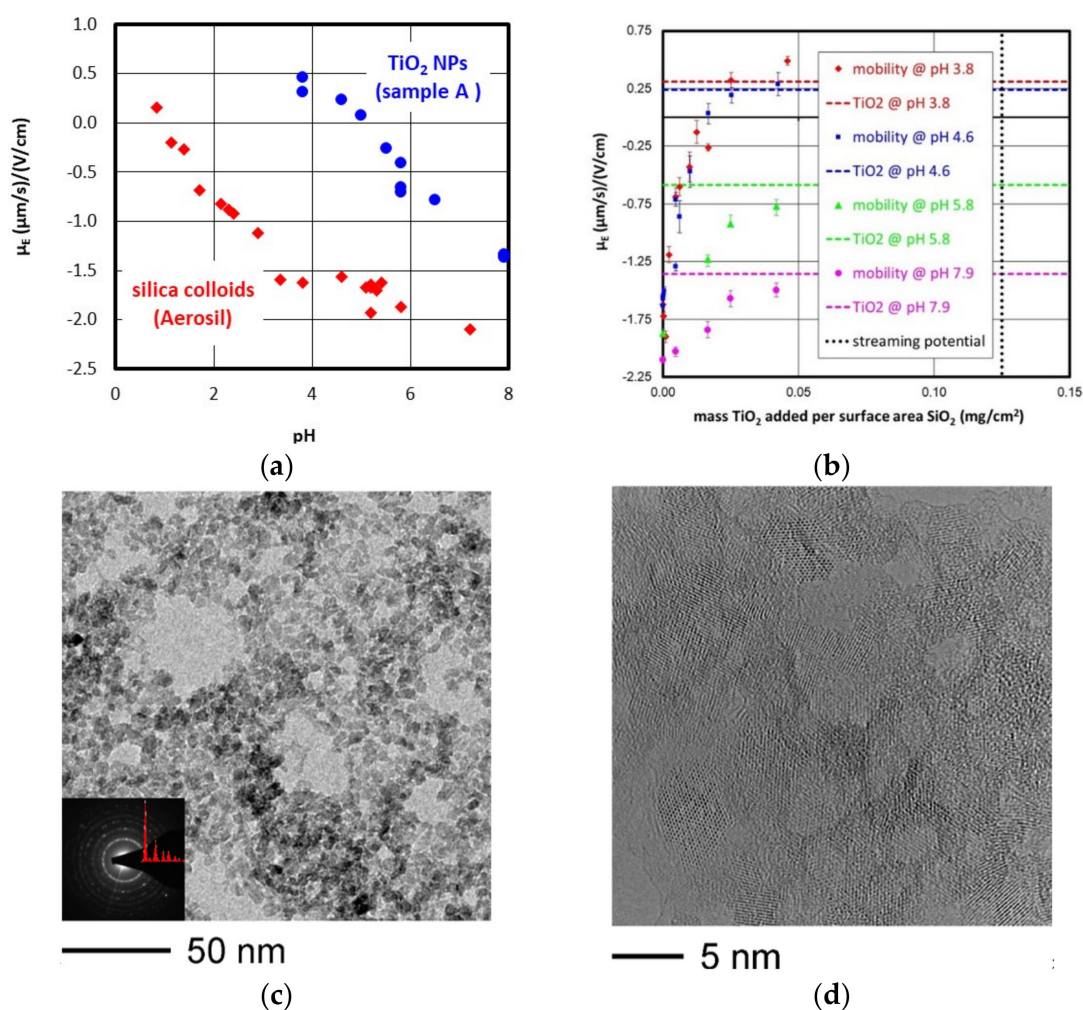 1.0
0.5
0.0
-0.5
-1.0
-1.5
-2.0
-2.5
μE (μm/s)/(V/cm)
TiO2 NPs
(sample A )
silica colloids
(Aerosil)
0 2 4 6 8
pH
(a)
0.75
0.25
-0.25
-0.75
-1.25
-1.75
-2.25
μE (μm/s)/(V/cm)
mobility @ pH 3.8
TiO2 @ pH 3.8
mobility @ pH 4.6
TiO2 @ pH 4.6
mobility @ pH 5.8
TiO2 @ pH 5.8
mobility @ pH 7.9
TiO2 @ pH 7.9
streaming potential
0.00 0.05 0.10 0.15
mass TiO2 added per surface area SiO2 (mg/cm2)
(b)
50 nm
(c)
5 nm
(d)